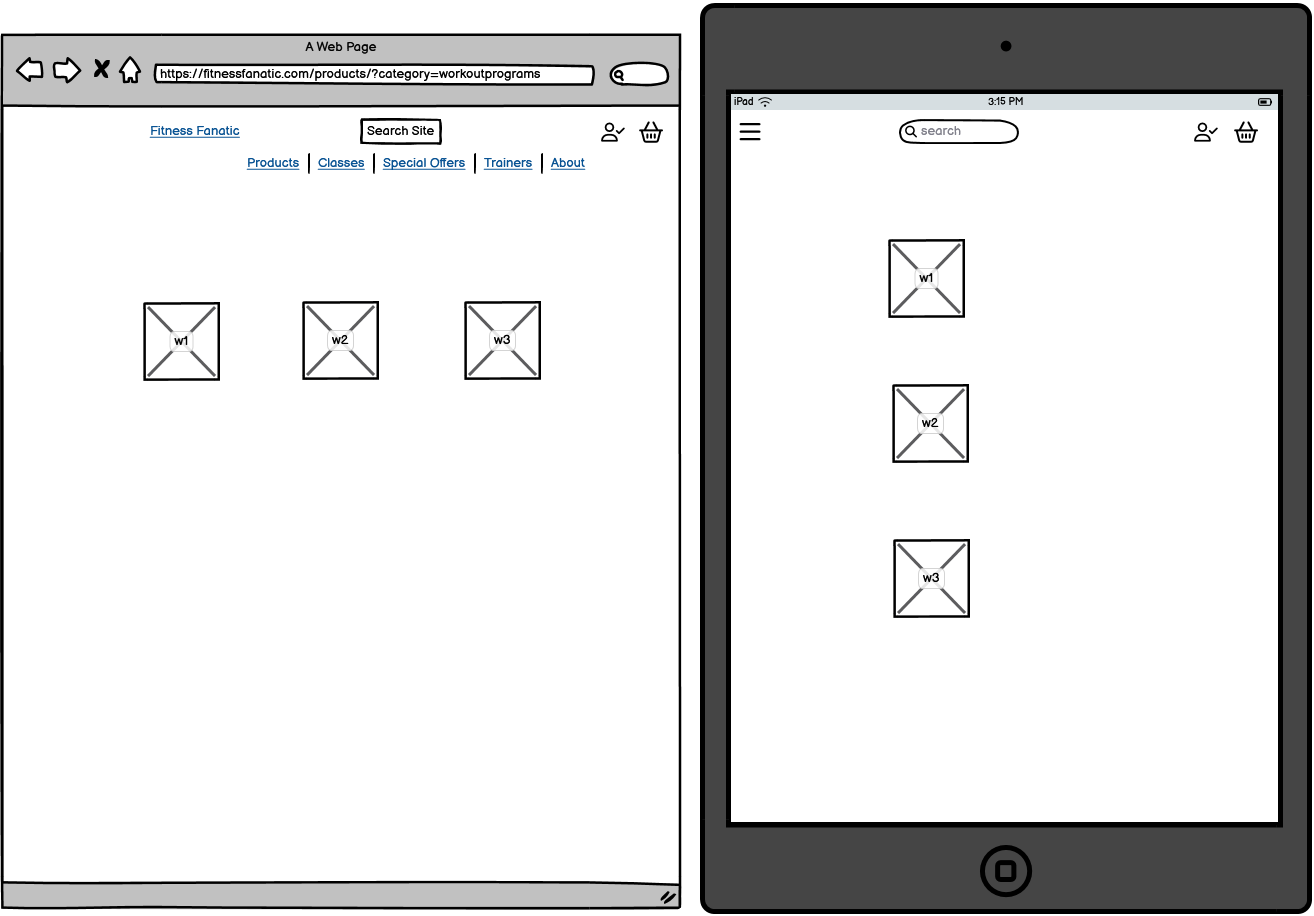 A Web Page
https://fitnessfanatic.com/products/?category=workoutprograms
Fitness Fanatic
Search Site
Products
Classes
Special Offers
Trainers
About
w1
w2
w3
iPad
3:15 PM
search
w1
w2
w3